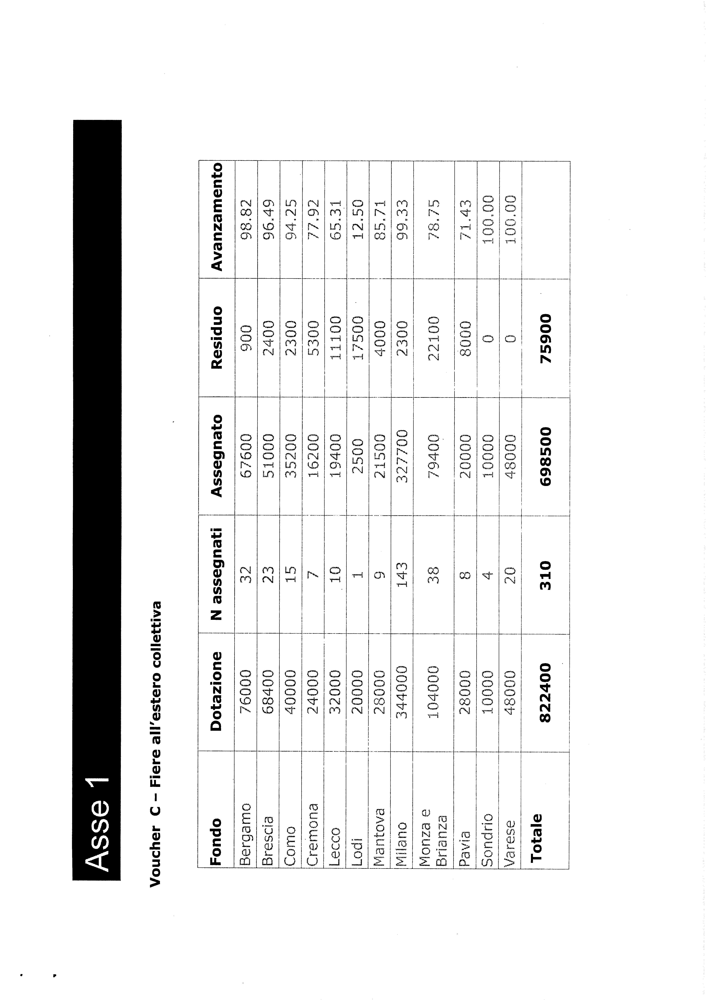 Asse 1
Voucher C – Fiere all'estero collettiva
Fondo Dotazione N assegnati Assegnato Residuo Avanzamento
Bergamo 76000 32 67600 900 98.82
Brescia 68400 23 51000 2400 96.49
Como 40000 15 35200 2300 94.25
Cremona 24000 7 16200 5300 77.92
Lecco 32000 10 19400 11100 65.31
Lodi 20000 1 2500 17500 12.50
Mantova 28000 9 21500 4000 85.71
Milano 344000 143 327700 2300 99.33
Monza e
Brianza 104000 38 79400 22100 78.75
Pavia 28000 8 20000 8000 71.43
Sondrio 10000 4 10000 0 100.00
Varese 48000 20 48000 0 100.00
Totale 822400 310 698500 75900